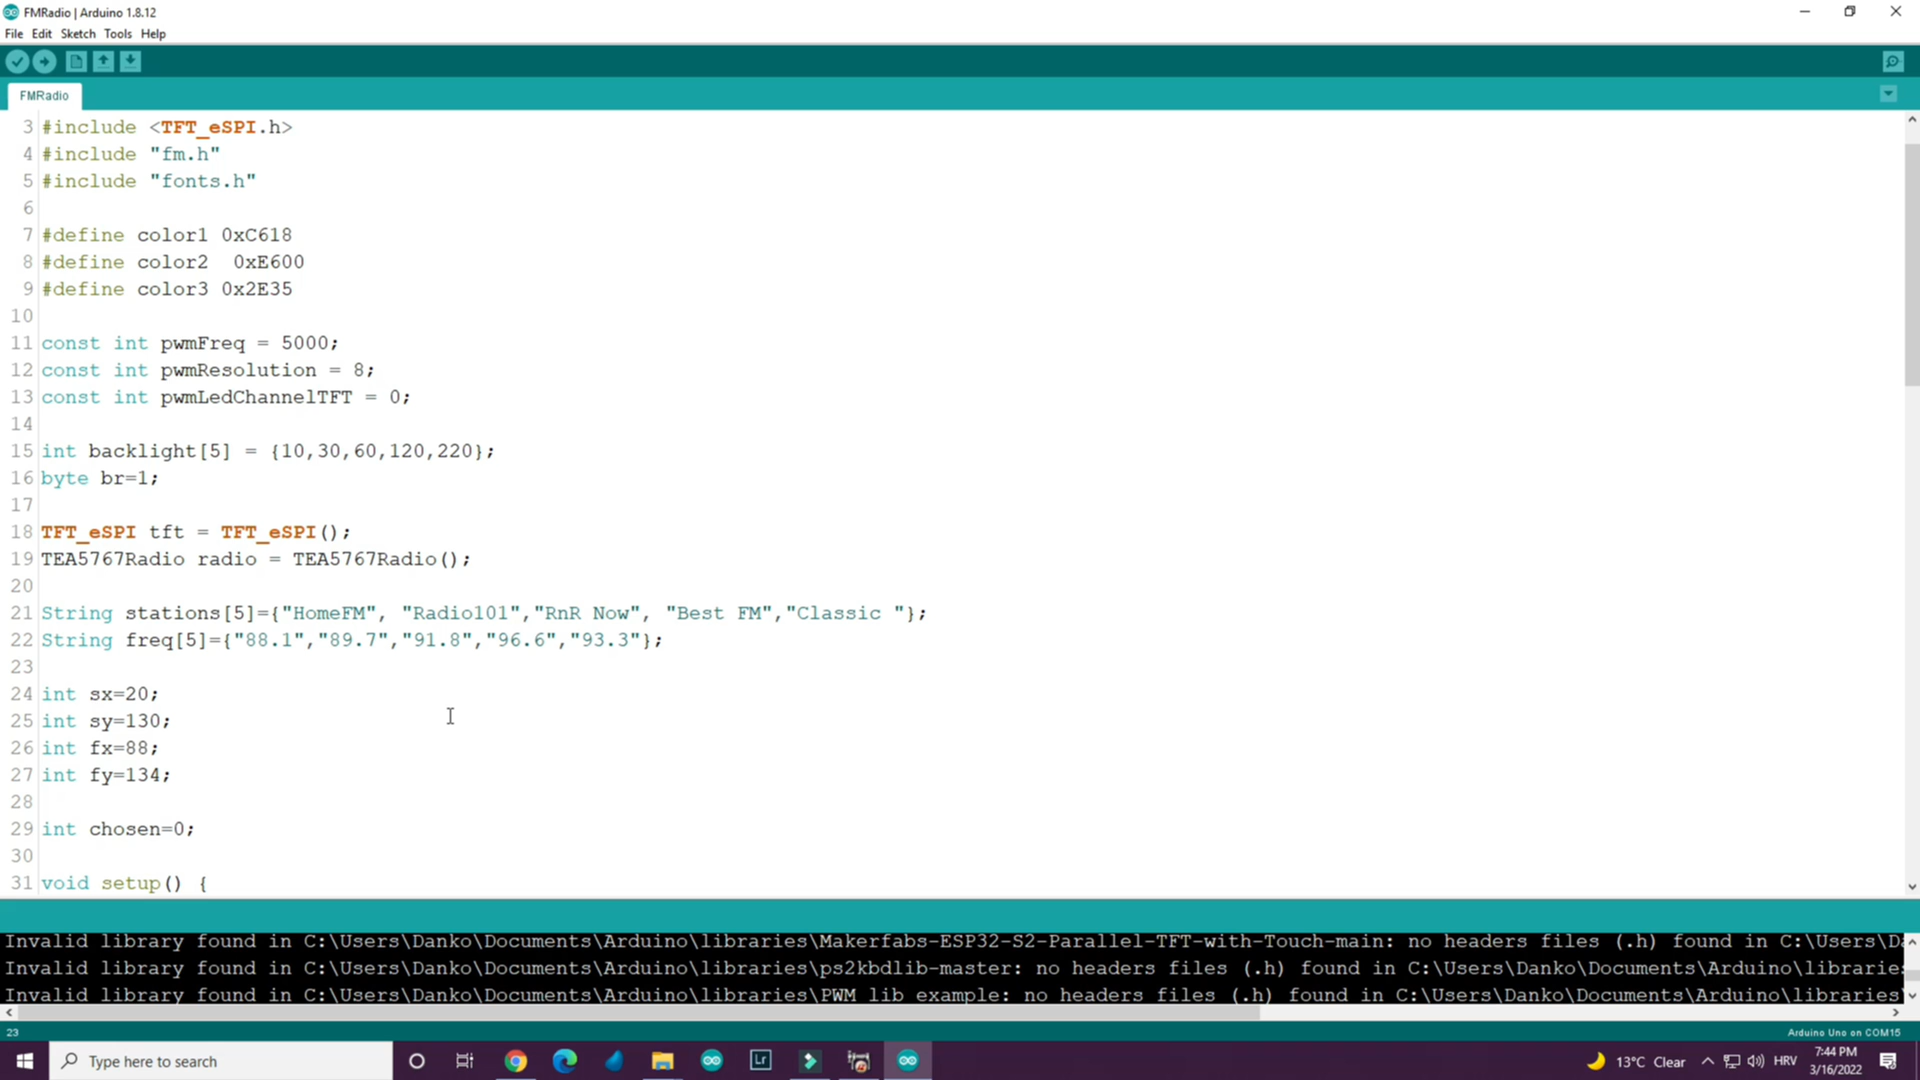 FMRadio | Arduino 1.8.12
File Edit Sketch Tools Help
FMRadio
3 #include <TFT_eSPI.h>
4 #include "fm.h"
5 #include "fonts.h"
6
7 #define color1 0xC618
8 #define color2  0xE600
9 #define color3 0x2E35
10
11 const int pwmFreq = 5000;
12 const int pwmResolution = 8;
13 const int pwmLedChannelTFT = 0;
14
15 int backlight[5] = {10,30,60,120,220};
16 byte br=1;
17
18 TFT_eSPI tft = TFT_eSPI();
19 TEA5767Radio radio = TEA5767Radio();
20
21 String stations[5]={"HomeFM", "Radio101","RnR Now", "Best FM","Classic "};
22 String freq[5]={"88.1","89.7","91.8","96.6","93.3"};
23
24 int sx=20;
25 int sy=130;
26 int fx=88;
27 int fy=134;
28
29 int chosen=0;
30
31 void setup() {
Invalid library found in C:\Users\Danko\Documents\Arduino\libraries\Makerfabs-ESP32-S2-Parallel-TFT-with-Touch-main: no headers files (.h) found in C:\Users\Da
Invalid library found in C:\Users\Danko\Documents\Arduino\libraries\ps2kbdlib-master: no headers files (.h) found in C:\Users\Danko\Documents\Arduino\libraries
Invalid library found in C:\Users\Danko\Documents\Arduino\libraries\PWM lib example: no headers files (.h) found in C:\Users\Danko\Documents\Arduino\libraries\
23
Arduino Uno on COM15
Type here to search
Lr
13°C Clear
HRV
7:44 PM
3/16/2022